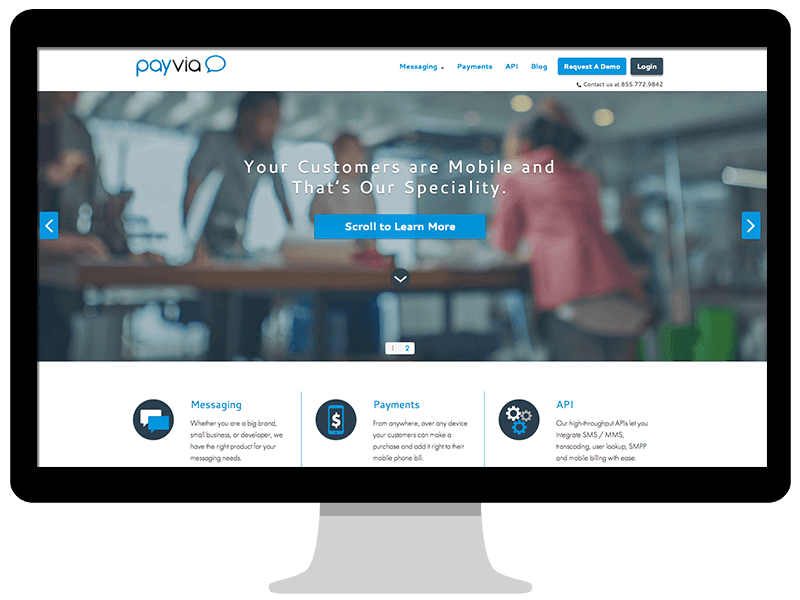 payvia
Messaging
Payments
API
Blog
Request A Demo
Login
Contact us at 855.772.9842
Your Customers are Mobile and
That's Our Speciality.
Scroll to Learn More
1 2
Messaging
Whether you are a big brand,
small business, or developer, we
have the right product for your
messaging needs.
Payments
From anywhere, over any device
your customers can make a
purchase and add it right to their
mobile phone bill.
API
Our high-throughput APIs let you
integrate SMS / MMS,
transcoding, user lookup, SMPP
and mobile billing with ease.